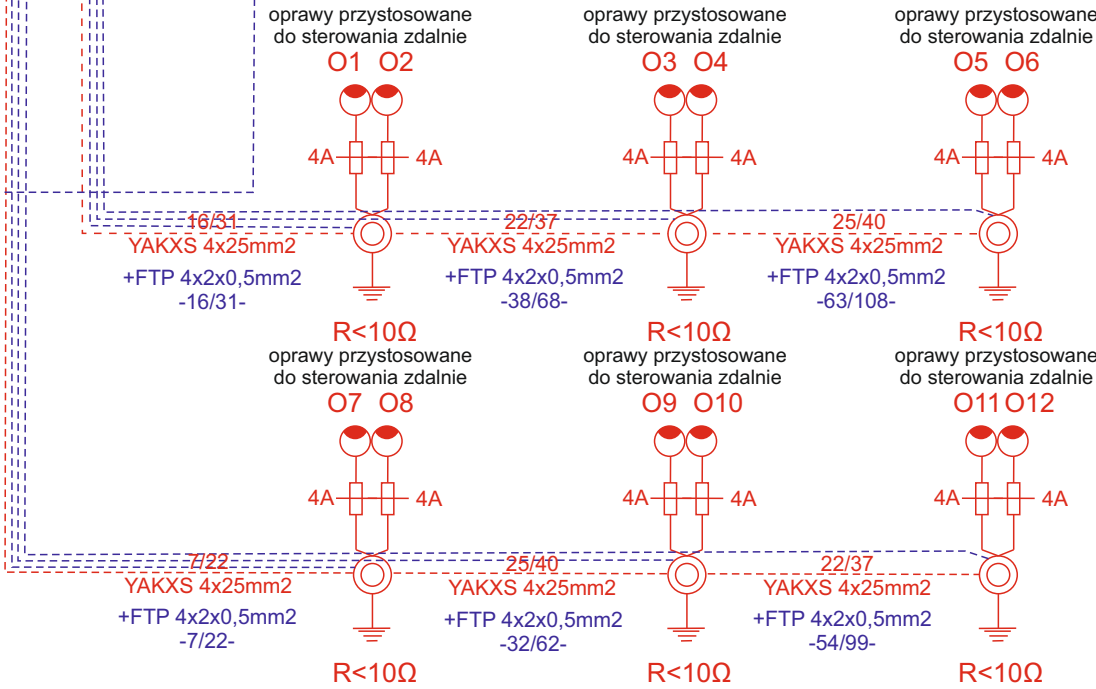 oprawy przystosowane
do sterowania zdalnie
O1 O2
4A 4A
oprawy przystosowane
do sterowania zdalnie
O3 O4
4A 4A
oprawy przystosowane
do sterowania zdalnie
O5 O6
4A 4A
16/31
YAKXS 4x25mm2
+FTP 4x2x0,5mm2
-16/31-
22/37
YAKXS 4x25mm2
+FTP 4x2x0,5mm2
-38/68-
25/40
YAKXS 4x25mm2
+FTP 4x2x0,5mm2
-63/108-
R<10Ω
R<10Ω
R<10Ω
oprawy przystosowane
do sterowania zdalnie
O7 O8
4A 4A
oprawy przystosowane
do sterowania zdalnie
O9 O10
4A 4A
oprawy przystosowane
do sterowania zdalnie
O11 O12
4A 4A
7/22
YAKXS 4x25mm2
+FTP 4x2x0,5mm2
-7/22-
25/40
YAKXS 4x25mm2
+FTP 4x2x0,5mm2
-32/62-
22/37
YAKXS 4x25mm2
+FTP 4x2x0,5mm2
-54/99-
R<10Ω
R<10Ω
R<10Ω